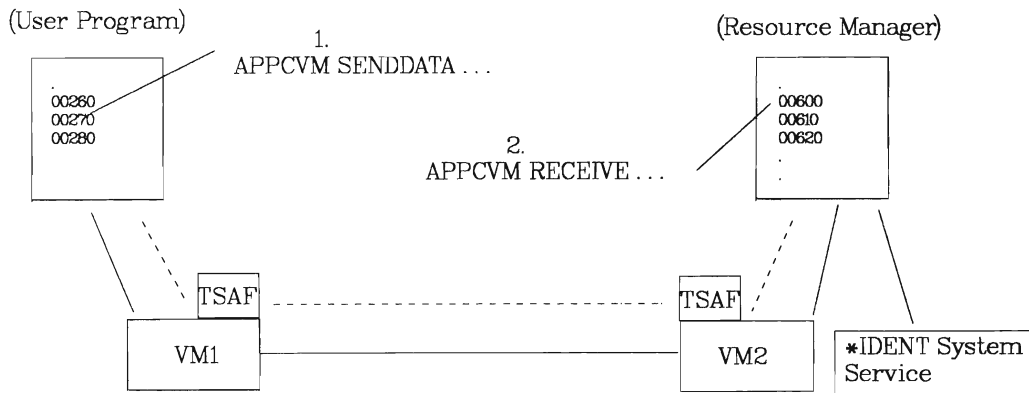 (User Program)
(Resource Manager)
1.
APPCVM SENDDATA . . .
.
00260
00270
00280
.
00600
00610
00620
.
.
2.
APPCVM RECEIVE . . .
TSAF
TSAF
VM1
VM2
*IDENT System
Service